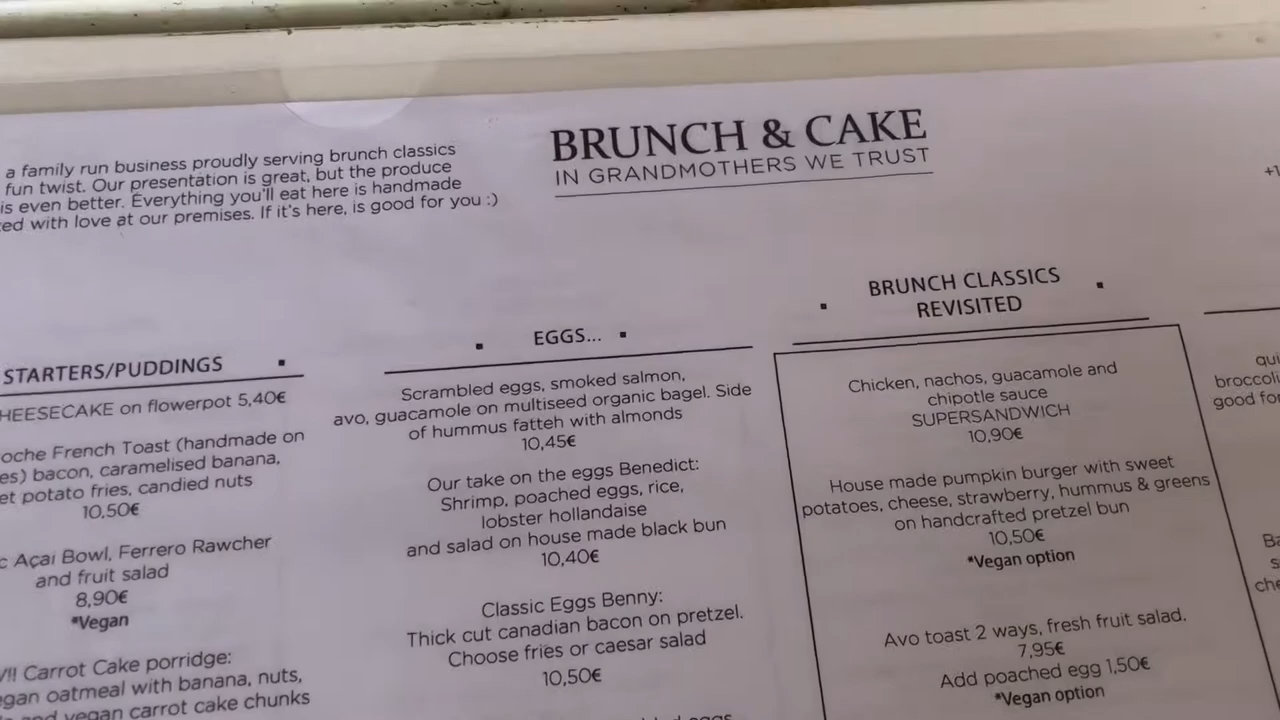 a family run business proudly serving brunch classics
fun twist. Our presentation is great, but the produce
is even better. Everything you'll eat here is handmade
with love at our premises. If it's here, is good for you :)
BRUNCH & CAKE
IN GRANDMOTHERS WE TRUST
STARTERS/PUDDINGS
on flowerpot 5,40€
French Toast (handmade on
bacon, caramelised banana,
potato fries, candied nuts
10,50€
Açaı Bowl, Ferrero Rawcher
and fruit salad
8,90€
*Vegan
Carrot Cake porridge:
oatmeal with banana, nuts,
and vegan carrot cake chunks
EGGS...
Scrambled eggs, smoked salmon,
avo, guacamole on multiseed organic bagel. Side
of hummus fatteh with almonds
10,45€
Our take on the eggs Benedict:
Shrimp, poached eggs, rice,
lobster hollandaise
and salad on house made black bun
10,40€
Classic Eggs Benny:
Thick cut canadian bacon on pretzel.
Choose fries or caesar salad
10,50€
BRUNCH CLASSICS
REVISITED
Chicken, nachos, guacamole and
chipotle sauce
SUPERSANDWICH
10,90€
House made pumpkin burger with sweet
potatoes, cheese, strawberry, hummus & greens
on handcrafted pretzel bun
10,50€
*Vegan option
Avo toast 2 ways, fresh fruit salad.
7,95€
Add poached egg 1,50€
*Vegan option
good